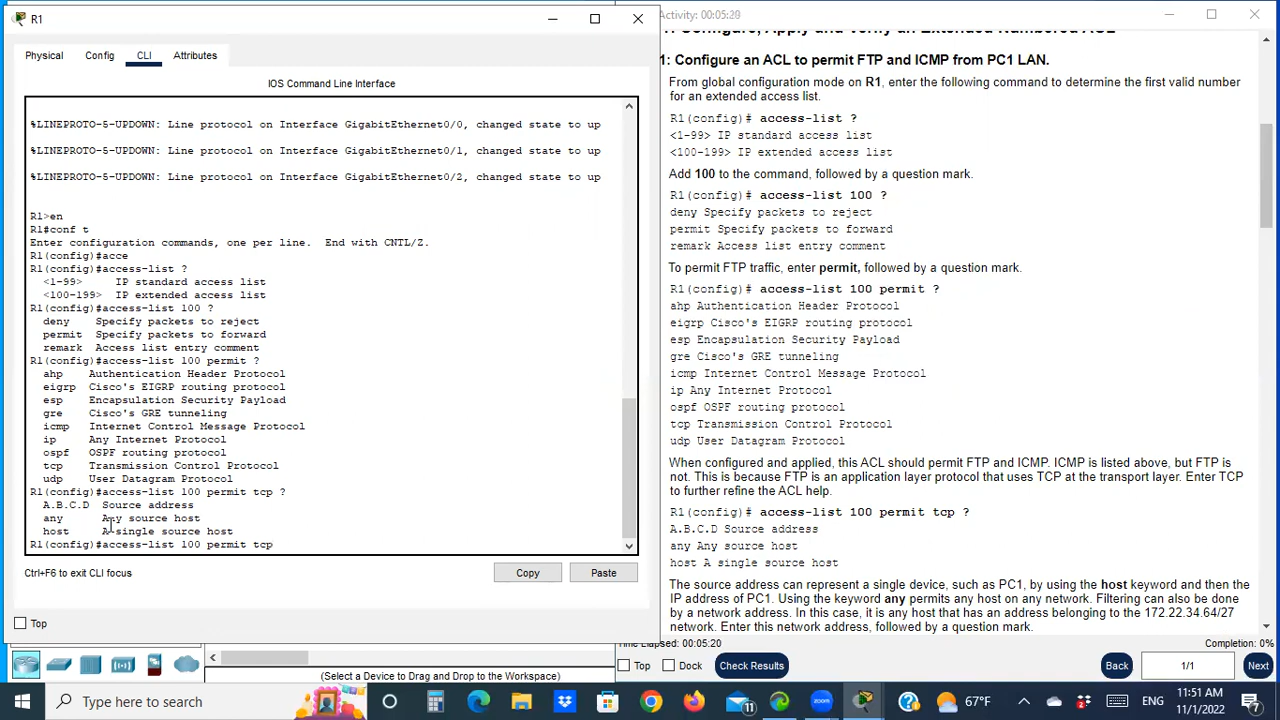 R1
Physical
Config
CLI
Attributes
IOS Command Line Interface
%LINEPROTO-5-UPDOWN: Line protocol on Interface GigabitEthernet0/0, changed state to up
%LINEPROTO-5-UPDOWN: Line protocol on Interface GigabitEthernet0/1, changed state to up
%LINEPROTO-5-UPDOWN: Line protocol on Interface GigabitEthernet0/2, changed state to up
R1>en
R1#conf t
Enter configuration commands, one per line.  End with CNTL/Z.
R1(config)#acce
R1(config)#access-list ?
<1-99>     IP standard access list
<100-199>  IP extended access list
R1(config)#access-list 100 ?
deny    Specify packets to reject
permit  Specify packets to forward
remark  Access list entry comment
R1(config)#access-list 100 permit ?
ahp    Authentication Header Protocol
eigrp  Cisco's EIGRP routing protocol
esp    Encapsulation Security Payload
gre    Cisco's GRE tunneling
icmp   Internet Control Message Protocol
ip     Any Internet Protocol
ospf   OSPF routing protocol
tcp    Transmission Control Protocol
udp    User Datagram Protocol
R1(config)#access-list 100 permit tcp ?
A.B.C.D  Source address
any      Any source host
host     A single source host
R1(config)#access-list 100 permit tcp
Ctrl+F6 to exit CLI focus
Copy
Paste
Top
(Select a Device to Drag and Drop to the Workspace)
Activity: 00:05:20
1: Configure, Apply and Verify an Extended Numbered ACL
1: Configure an ACL to permit FTP and ICMP from PC1 LAN.
From global configuration mode on R1, enter the following command to determine the first valid number
for an extended access list.
R1(config)# access-list ?
<1-99> IP standard access list
<100-199> IP extended access list
Add 100 to the command, followed by a question mark.
R1(config)# access-list 100 ?
deny Specify packets to reject
permit Specify packets to forward
remark Access list entry comment
To permit FTP traffic, enter permit, followed by a question mark.
R1(config)# access-list 100 permit ?
ahp Authentication Header Protocol
eigrp Cisco's EIGRP routing protocol
esp Encapsulation Security Payload
gre Cisco's GRE tunneling
icmp Internet Control Message Protocol
ip Any Internet Protocol
ospf OSPF routing protocol
tcp Transmission Control Protocol
udp User Datagram Protocol
When configured and applied, this ACL should permit FTP and ICMP. ICMP is listed above, but FTP is
not. This is because FTP is an application layer protocol that uses TCP at the transport layer. Enter TCP
to further refine the ACL help.
R1(config)# access-list 100 permit tcp ?
A.B.C.D Source address
any Any source host
host A single source host
The source address can represent a single device, such as PC1, by using the host keyword and then the
IP address of PC1. Using the keyword any permits any host on any network. Filtering can also be done
by a network address. In this case, it is any host that has an address belonging to the 172.22.34.64/27
network. Enter this network address, followed by a question mark.
Time Elapsed: 00:05:20
Completion: 0%
Top
Dock
Check Results
Back
1/1
Next
Type here to search
11
67°F
ENG
11:51 AM
11/1/2022
7